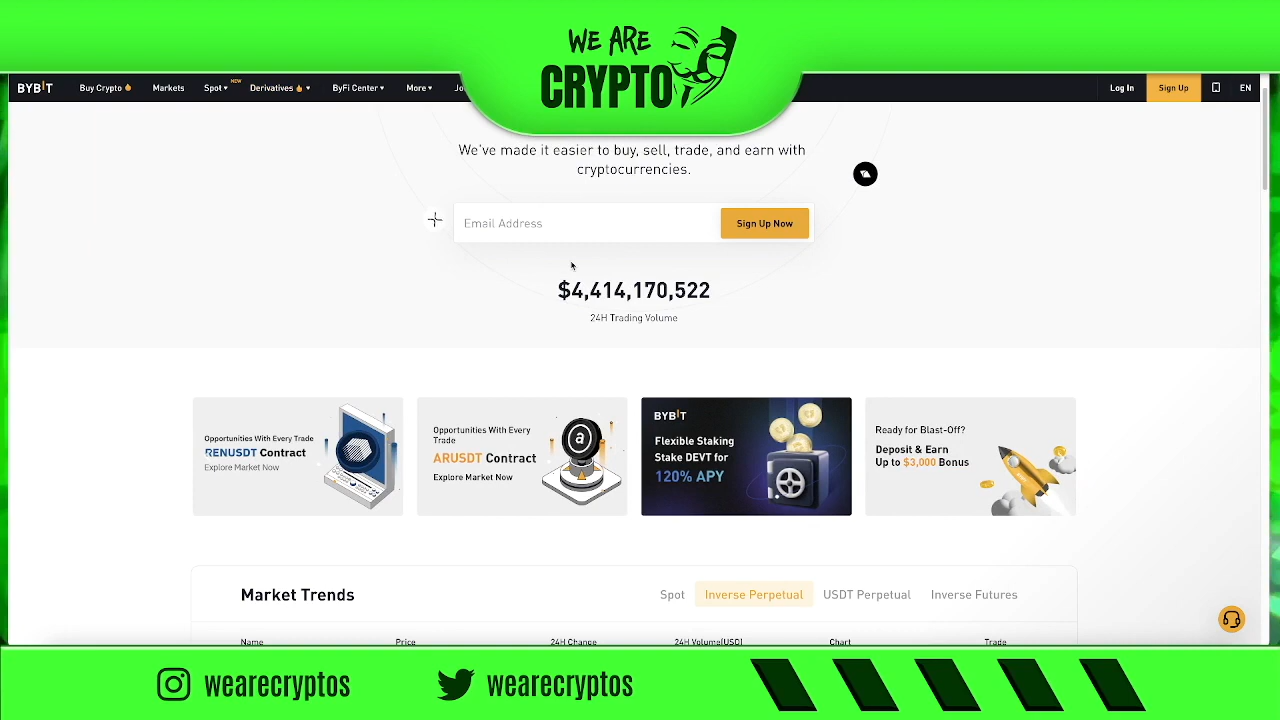 WE ARE
CRYPTO
BYBIT
Buy Crypto
Markets
Spot
NEW
Derivatives
ByFi Center
More
Log In
Sign Up
EN
We've made it easier to buy, sell, trade, and earn with
cryptocurrencies.
Email Address
Sign Up Now
$4,414,170,522
24H Trading Volume
Opportunities With Every Trade
RENUSDT Contract
Explore Market Now
Opportunities With Every
Trade
ARUSDT Contract
Explore Market Now
a
BYBIT
Flexible Staking
Stake DEVT for
120% APY
Ready for Blast-Off?
Deposit & Earn
Up to $3,000 Bonus
Market Trends
Spot
Inverse Perpetual
USDT Perpetual
Inverse Futures
Name
Price
24H Change
24H Volume(USD)
Chart
Trade
wearecryptos
wearecryptos